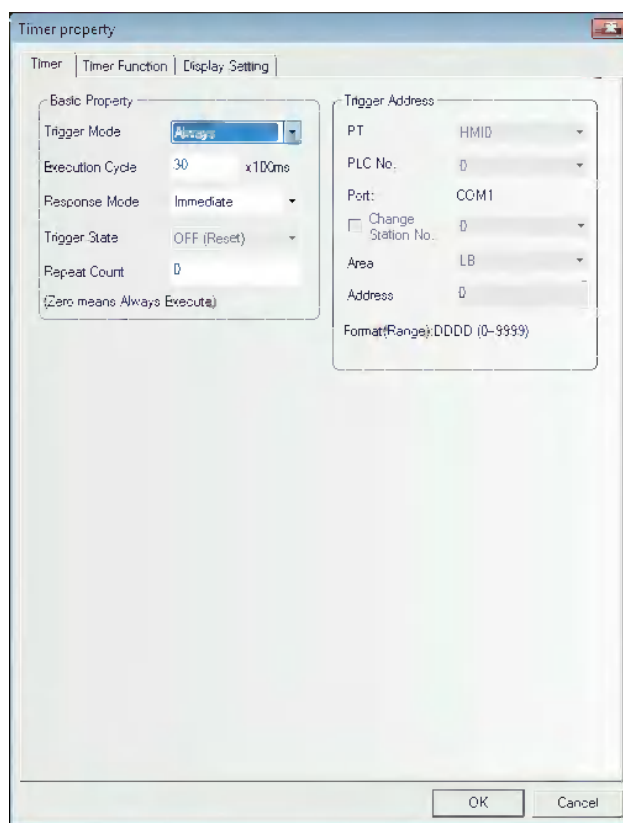 Timer property
Timer
Timer Function
Display Setting
Basic Property
Trigger Mode
Always
Execution Cycle
30
x100ms
Response Mode
Immediate
Trigger State
OFF (Reset)
Repeat Count
0
(Zero means Always Execute)
Trigger Address
PT
HMI0
PLC No.
0
Port:
COM1
Change
Station No.
0
Area
LB
Address
0
Format(Range):DDDD (0~9999)
OK
Cancel